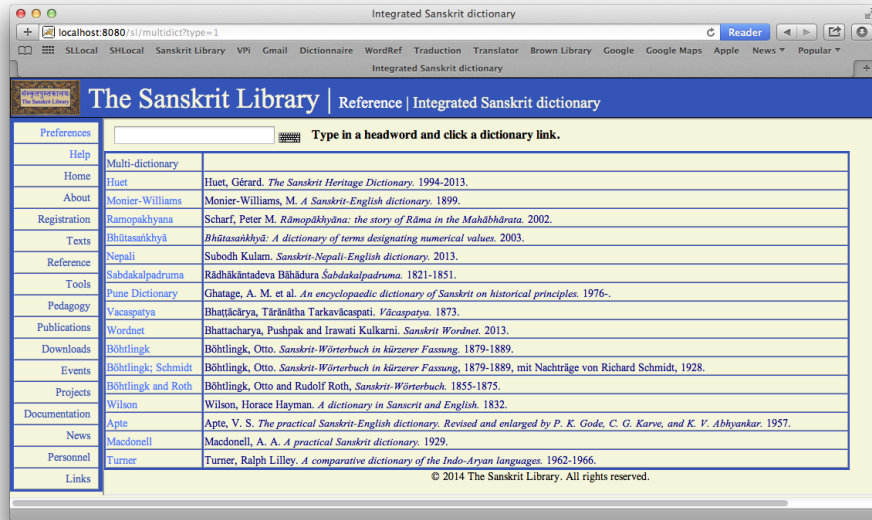 Integrated Sanskrit dictionary
localhost:8080/sl/multidict?type=1
Reader
SLLocal SHLocal Sanskrit Library VPi Gmail Dictionnaire WordRef Traduction Translator Brown Library Google Google Maps Apple News Popular
Integrated Sanskrit dictionary
संस्कृतपुस्तकालयः
The Sanskrit Library
The Sanskrit Library | Reference | Integrated Sanskrit dictionary
Preferences
Help
Home
About
Registration
Texts
Reference
Tools
Pedagogy
Publications
Downloads
Events
Projects
Documentation
News
Personnel
Links
Type in a headword and click a dictionary link.
Multi-dictionary
Huet Huet, Gérard. The Sanskrit Heritage Dictionary. 1994-2013.
Monier-Williams Monier-Williams, M. A Sanskrit-English dictionary. 1899.
Ramopakhyana Scharf, Peter M. Rāmopākhyāna: the story of Rāma in the Mahābhārata. 2002.
Bhūtasaṅkhyā Bhūtasaṅkhyā: A dictionary of terms designating numerical values. 2003.
Nepali Subodh Kulam. Sanskrit-Nepali-English dictionary. 2013.
Sabdakalpadruma Rādhākāntadeva Bāhādura Śabdakalpadruma. 1821-1851.
Pune Dictionary Ghatage, A. M. et al. An encyclopaedic dictionary of Sanskrit on historical principles. 1976-.
Vacaspatya Bhaṭṭācārya, Tārānātha Tarkavācaspati. Vācaspatya. 1873.
Wordnet Bhattacharya, Pushpak and Irawati Kulkarni. Sanskrit Wordnet. 2013.
Böhtlingk Böhtlingk, Otto. Sanskrit-Wörterbuch in kürzerer Fassung. 1879-1889.
Böhtlingk; Schmidt Böhtlingk, Otto. Sanskrit-Wörterbuch in kürzerer Fassung, 1879-1889, mit Nachträge von Richard Schmidt, 1928.
Böhtlingk and Roth Böhtlingk, Otto and Rudolf Roth, Sanskrit-Wörterbuch. 1855-1875.
Wilson Wilson, Horace Hayman. A dictionary in Sanscrit and English. 1832.
Apte Apte, V. S. The practical Sanskrit-English dictionary. Revised and enlarged by P. K. Gode, C. G. Karve, and K. V. Abhyankar. 1957.
Macdonell Macdonell, A. A. A practical Sanskrit dictionary. 1929.
Turner Turner, Ralph Lilley. A comparative dictionary of the Indo-Aryan languages. 1962-1966.
© 2014 The Sanskrit Library. All rights reserved.